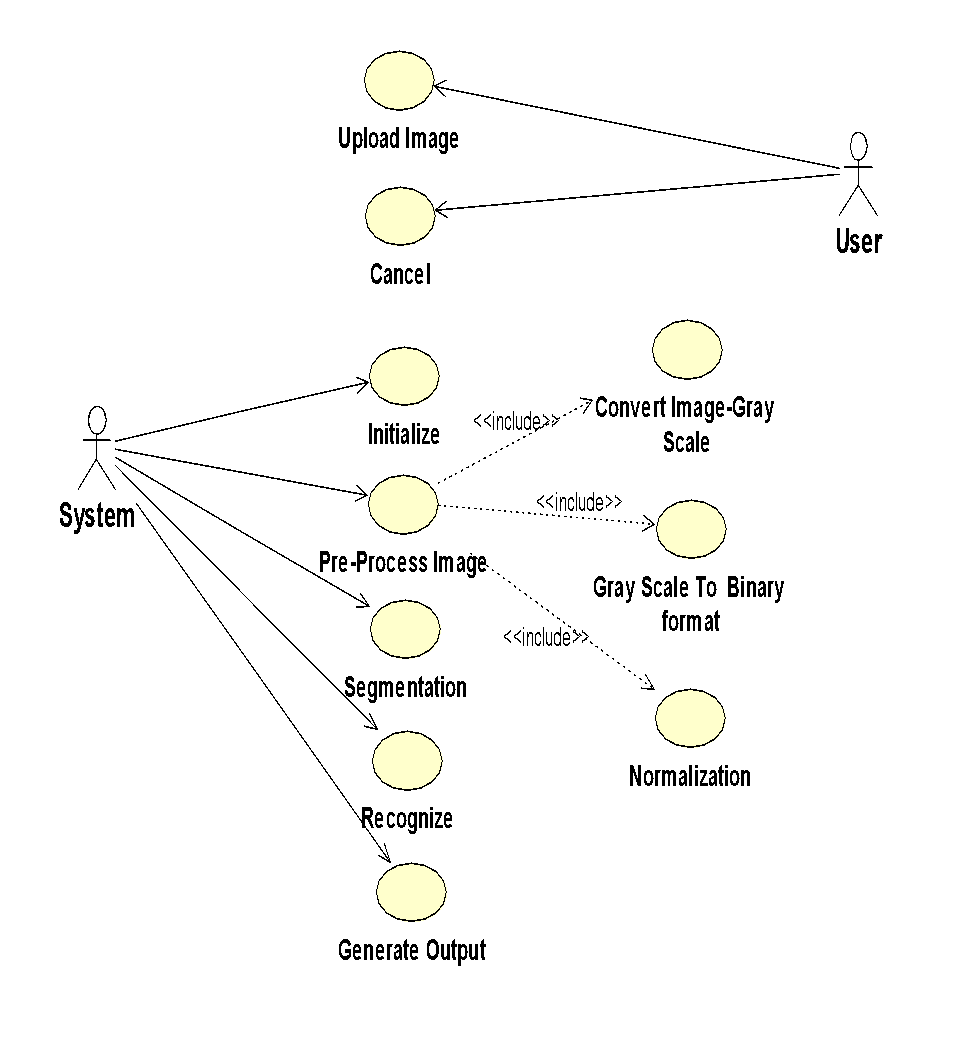 Upload Image
User
Cancel
Initialize
<<include>>
Convert Image-Gray
Scale
System
<<include>>
Pre-Process Image
Gray Scale To Binary
format
<<include>>
Segmentation
Normalization
Recognize
Generate Output